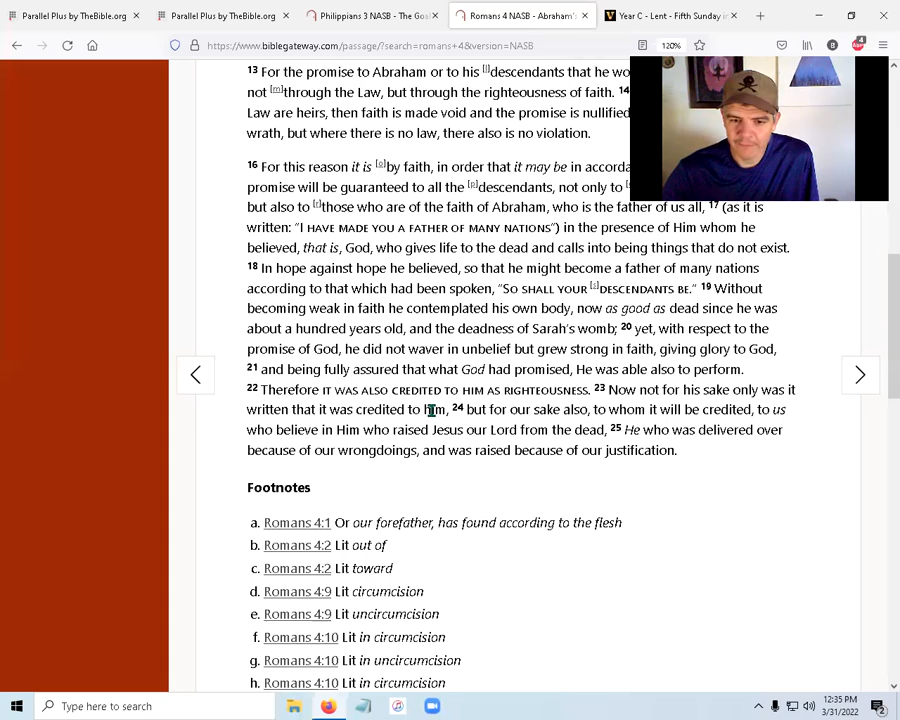 Parallel Plus by TheBible.org
Parallel Plus by TheBible.org
Philippians 3 NASB - The Goal
Romans 4 NASB - Abraham's
Year C - Lent - Fifth Sunday in
https://www.biblegateway.com/passage/?search=romans+4&version=NASB
120%
B
4
13 For the promise to Abraham or to his [l]descendants that he wo
not [m]through the Law, but through the righteousness of faith. 14
Law are heirs, then faith is made void and the promise is nullified
wrath, but where there is no law, there also is no violation.
16 For this reason it is [o]by faith, in order that it may be in accorda
promise will be guaranteed to all the [p]descendants, not only to
but also to [r]those who are of the faith of Abraham, who is the father of us all, 17 (as it is
written: “I HAVE MADE YOU A FATHER OF MANY NATIONS”) in the presence of Him whom he
believed, that is, God, who gives life to the dead and calls into being things that do not exist.
18 In hope against hope he believed, so that he might become a father of many nations
according to that which had been spoken, “SO SHALL YOUR [s]DESCENDANTS BE.” 19 Without
becoming weak in faith he contemplated his own body, now as good as dead since he was
about a hundred years old, and the deadness of Sarah’s womb; 20 yet, with respect to the
promise of God, he did not waver in unbelief but grew strong in faith, giving glory to God,
21 and being fully assured that what God had promised, He was able also to perform.
22 Therefore IT WAS ALSO CREDITED TO HIM AS RIGHTEOUSNESS. 23 Now not for his sake only was it
written that it was credited to him, 24 but for our sake also, to whom it will be credited, to us
who believe in Him who raised Jesus our Lord from the dead, 25 He who was delivered over
because of our wrongdoings, and was raised because of our justification.
Footnotes
a. Romans 4:1 Or our forefather, has found according to the flesh
b. Romans 4:2 Lit out of
c. Romans 4:2 Lit toward
d. Romans 4:9 Lit circumcision
e. Romans 4:9 Lit uncircumcision
f. Romans 4:10 Lit in circumcision
g. Romans 4:10 Lit in uncircumcision
h. Romans 4:10 Lit in circumcision
Type here to search
12:35 PM
3/31/2022
2